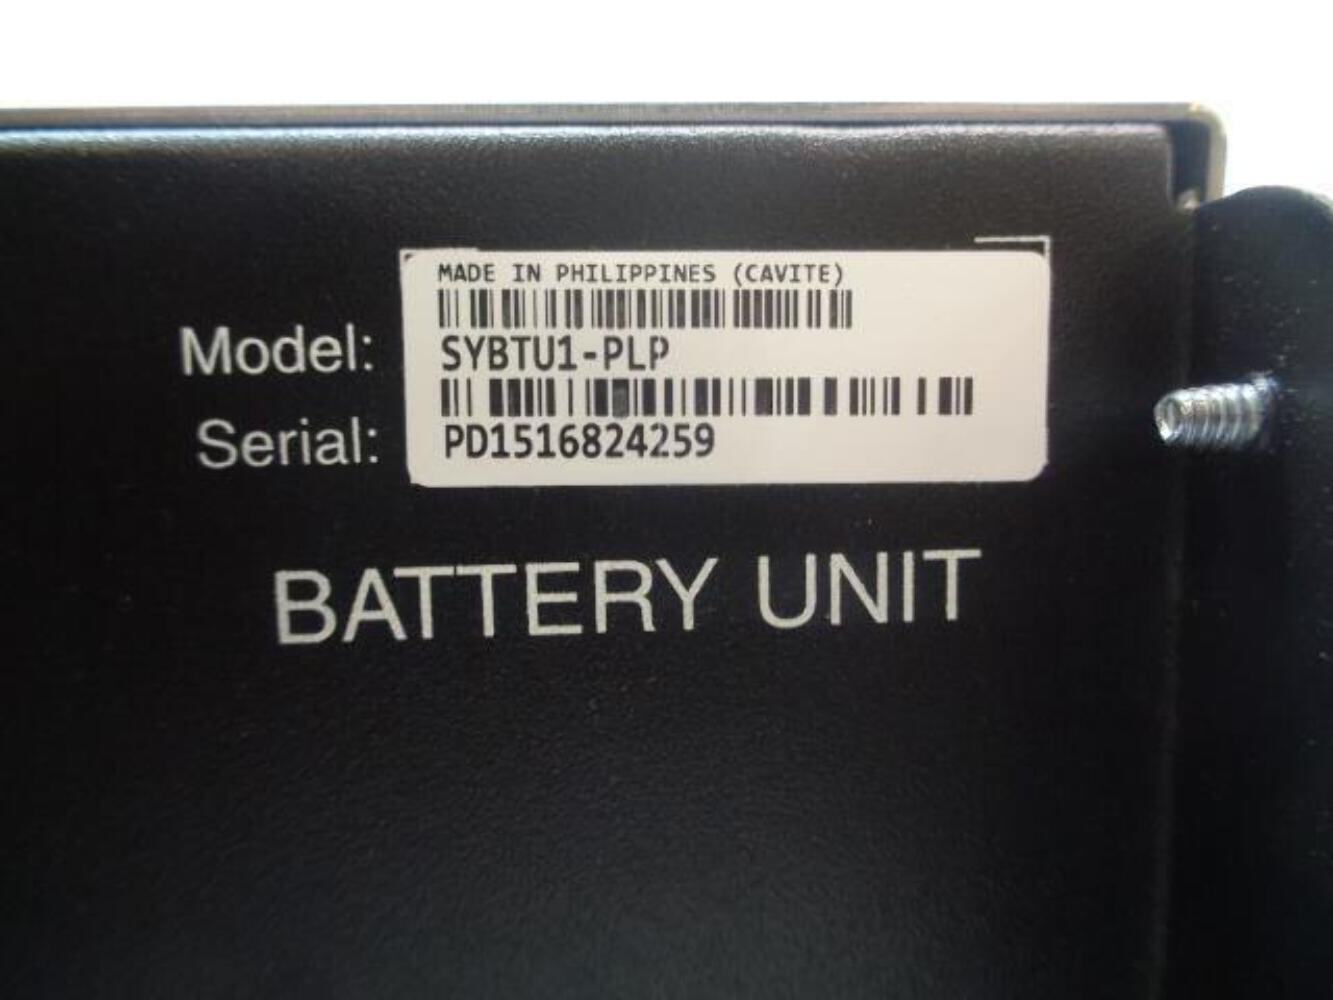 MADE IN PHILIPPINES (CAVITE)
Model: SYBTU1-PLP
Serial: PD1516824259
BATTERY UNIT